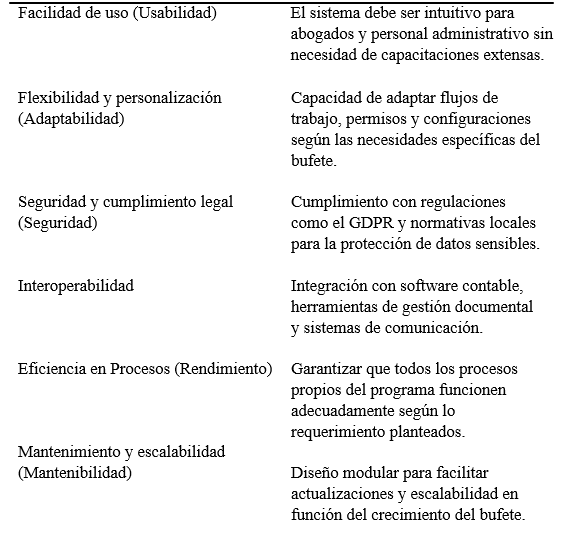 Facilidad de uso (Usabilidad)
El sistema debe ser intuitivo para
abogados y personal administrativo sin
necesidad de capacitaciones extensas.
Flexibilidad y personalización
(Adaptabilidad)
Capacidad de adaptar flujos de
trabajo, permisos y configuraciones
según las necesidades específicas del
bufete.
Seguridad y cumplimiento legal
(Seguridad)
Cumplimiento con regulaciones
como el GDPR y normativas locales
para la protección de datos sensibles.
Interoperabilidad
Integración con software contable,
herramientas de gestión documental
y sistemas de comunicación.
Eficiencia en Procesos (Rendimiento)
Garantizar que todos los procesos
propios del programa funcionen
adecuadamente según lo
requerimiento planteados.
Mantenimiento y escalabilidad
(Mantenibilidad)
Diseño modular para facilitar
actualizaciones y escalabilidad en
función del crecimiento del bufete.